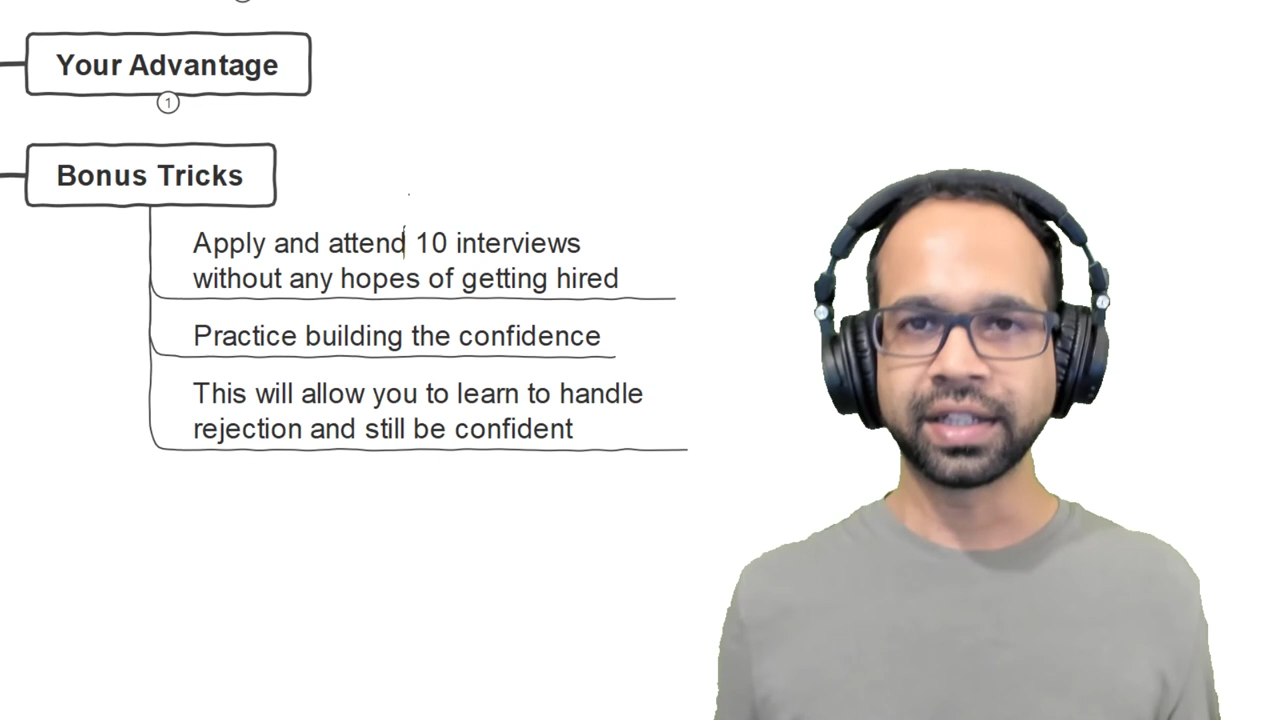 Your Advantage
1
Bonus Tricks
Apply and attend 10 interviews
without any hopes of getting hired
Practice building the confidence
This will allow you to learn to handle
rejection and still be confident